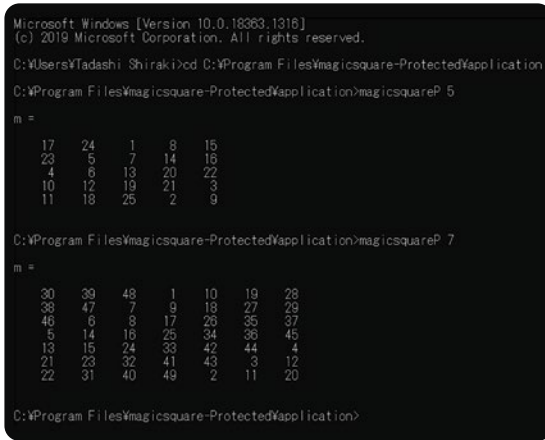 Microsoft Windows [Version 10.0.18363.1316]
(c) 2019 Microsoft Corporation. All rights reserved.
C:¥Users¥Tadashi Shiraki>cd C:¥Program Files¥magicsquare-Protected¥application
C:¥Program Files¥magicsquare-Protected¥application>magicsquareP 5
m =
17 24 1 8 15
23 5 7 14 16
4 6 13 20 22
10 12 19 21 3
11 18 25 2 9
C:¥Program Files¥magicsquare-Protected¥application>magicsquareP 7
m =
30 39 48 1 10 19 28
38 47 7 9 18 27 29
46 6 8 17 26 35 37
5 14 16 25 34 36 45
13 15 24 33 42 44 4
21 23 32 41 43 3 12
22 31 40 49 2 11 20
C:¥Program Files¥magicsquare-Protected¥application>